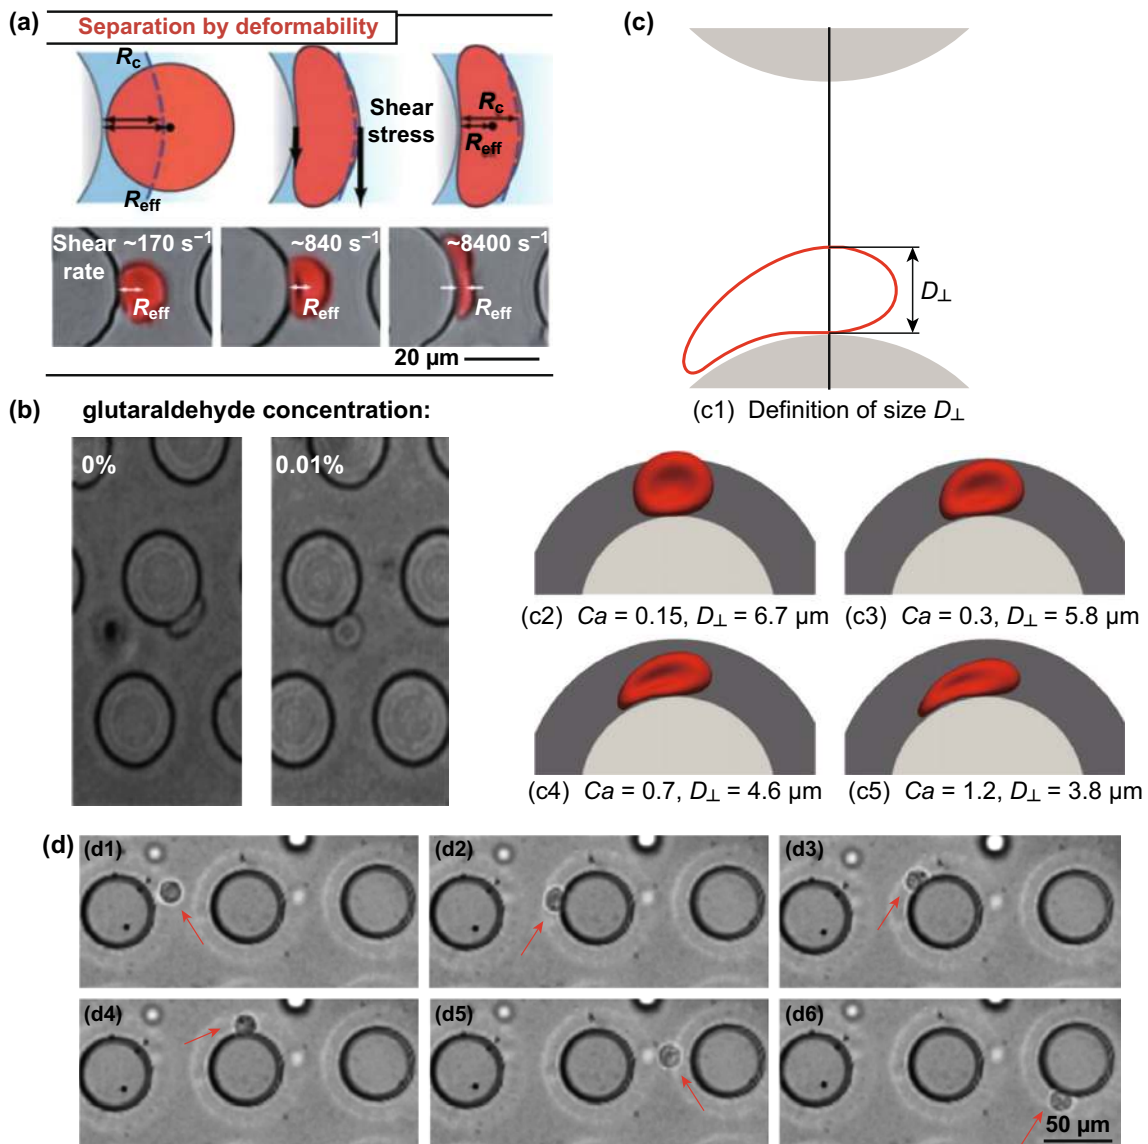 (a)
Separation by deformability
Rc
Reff
Shear
stress
Rc
Reff
Shear ~170 s⁻¹
rate
Reff
~840 s⁻¹
Reff
~8400 s⁻¹
Reff
20 µm
(b) glutaraldehyde concentration:
0%
0.01%
(c)
D⊥
(c1) Definition of size D⊥
(c2) Ca = 0.15, D⊥ = 6.7 µm
(c3) Ca = 0.3, D⊥ = 5.8 µm
(c4) Ca = 0.7, D⊥ = 4.6 µm
(c5) Ca = 1.2, D⊥ = 3.8 µm
(d)
(d1)
(d2)
(d3)
(d4)
(d5)
(d6)
50 µm